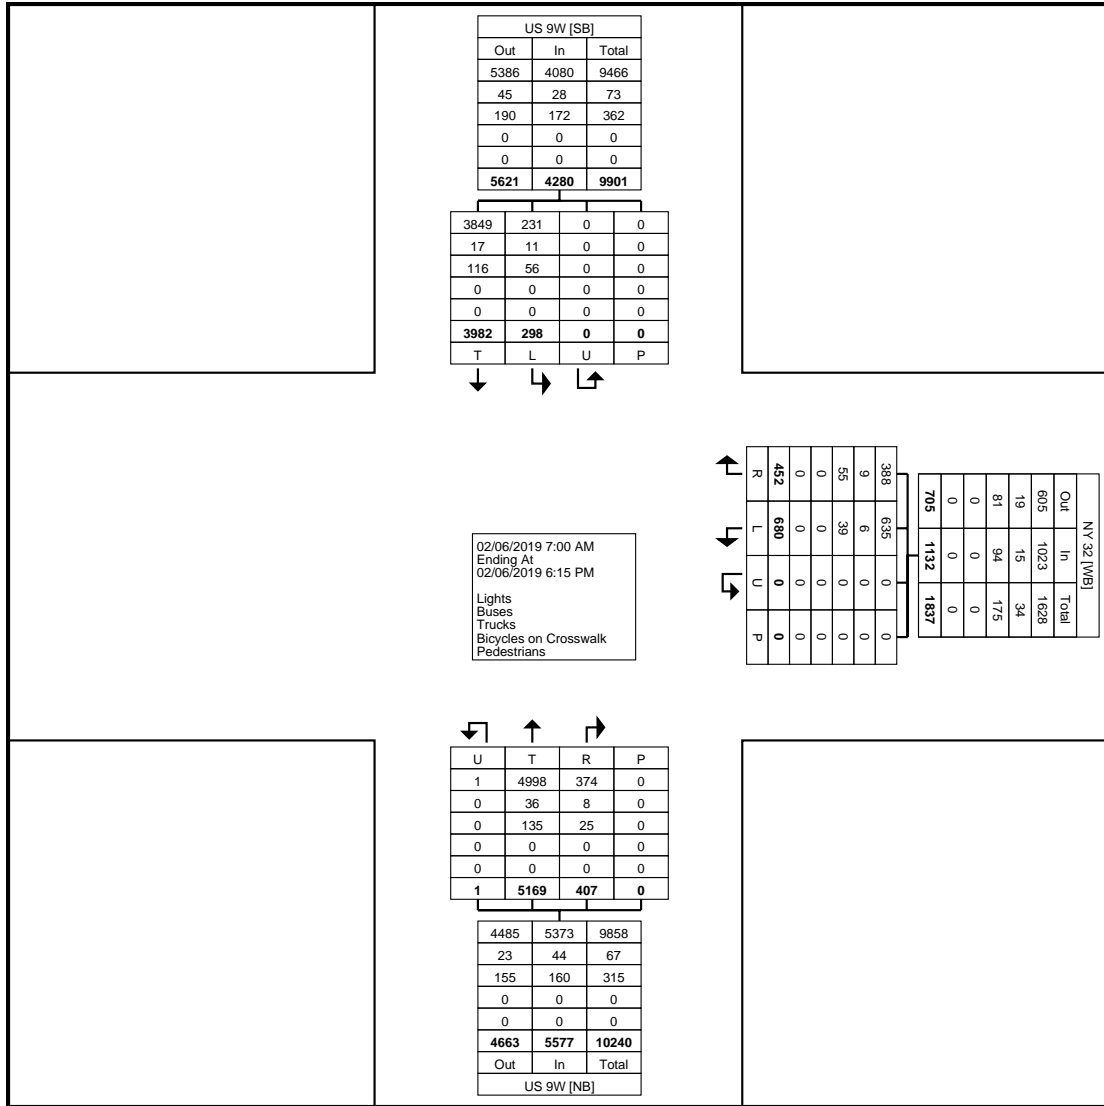 US 9W [SB]
Out In Total
5386 4080 9466
45 28 73
190 172 362
0 0 0
0 0 0
5621 4280 9901
3849 231 0 0
17 11 0 0
116 56 0 0
0 0 0 0
0 0 0 0
3982 298 0 0
T L U P
NY 32 [WB]
Out In Total
605 1023 1628
19 15 34
81 94 175
0 0 0
0 0 0
705 1132 1837
388 635 0 0
9 6 0 0
55 39 0 0
0 0 0 0
0 0 0 0
452 680 0 0
R L U P
02/06/2019 7:00 AM
Ending At
02/06/2019 6:15 PM
Lights
Buses
Trucks
Bicycles on Crosswalk
Pedestrians
U T R P
1 4998 374 0
0 36 8 0
0 135 25 0
0 0 0 0
0 0 0 0
1 5169 407 0
4485 5373 9858
23 44 67
155 160 315
0 0 0
0 0 0
4663 5577 10240
Out In Total
US 9W [NB]